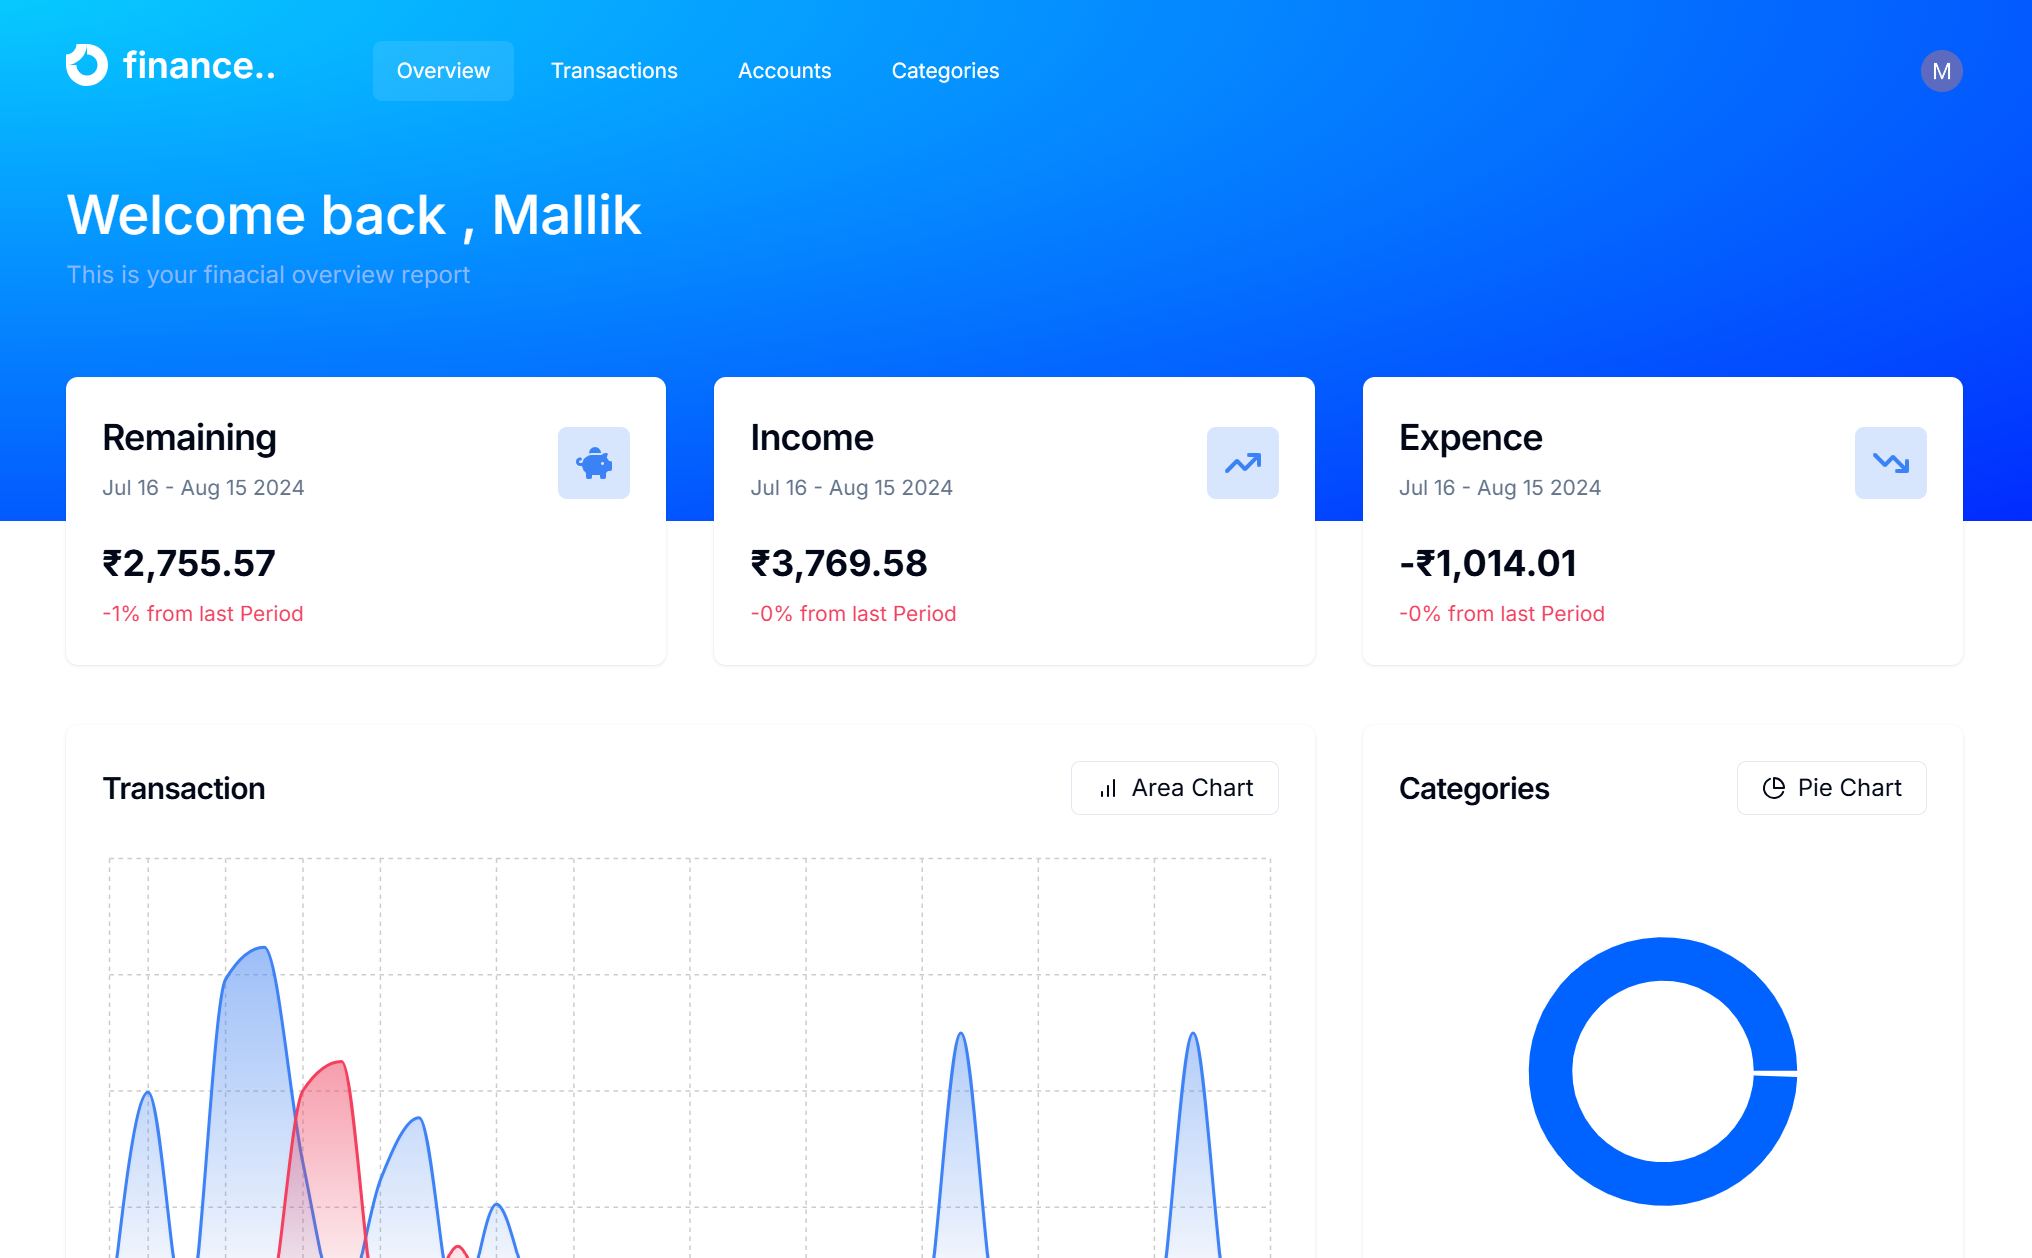 finance..
Overview Transactions Accounts Categories
M
Welcome back , Mallik
This is your finacial overview report
Remaining
Jul 16 - Aug 15 2024
₹2,755.57
-1% from last Period
Income
Jul 16 - Aug 15 2024
₹3,769.58
-0% from last Period
Expence
Jul 16 - Aug 15 2024
-₹1,014.01
-0% from last Period
Transaction
Area Chart
Categories
Pie Chart